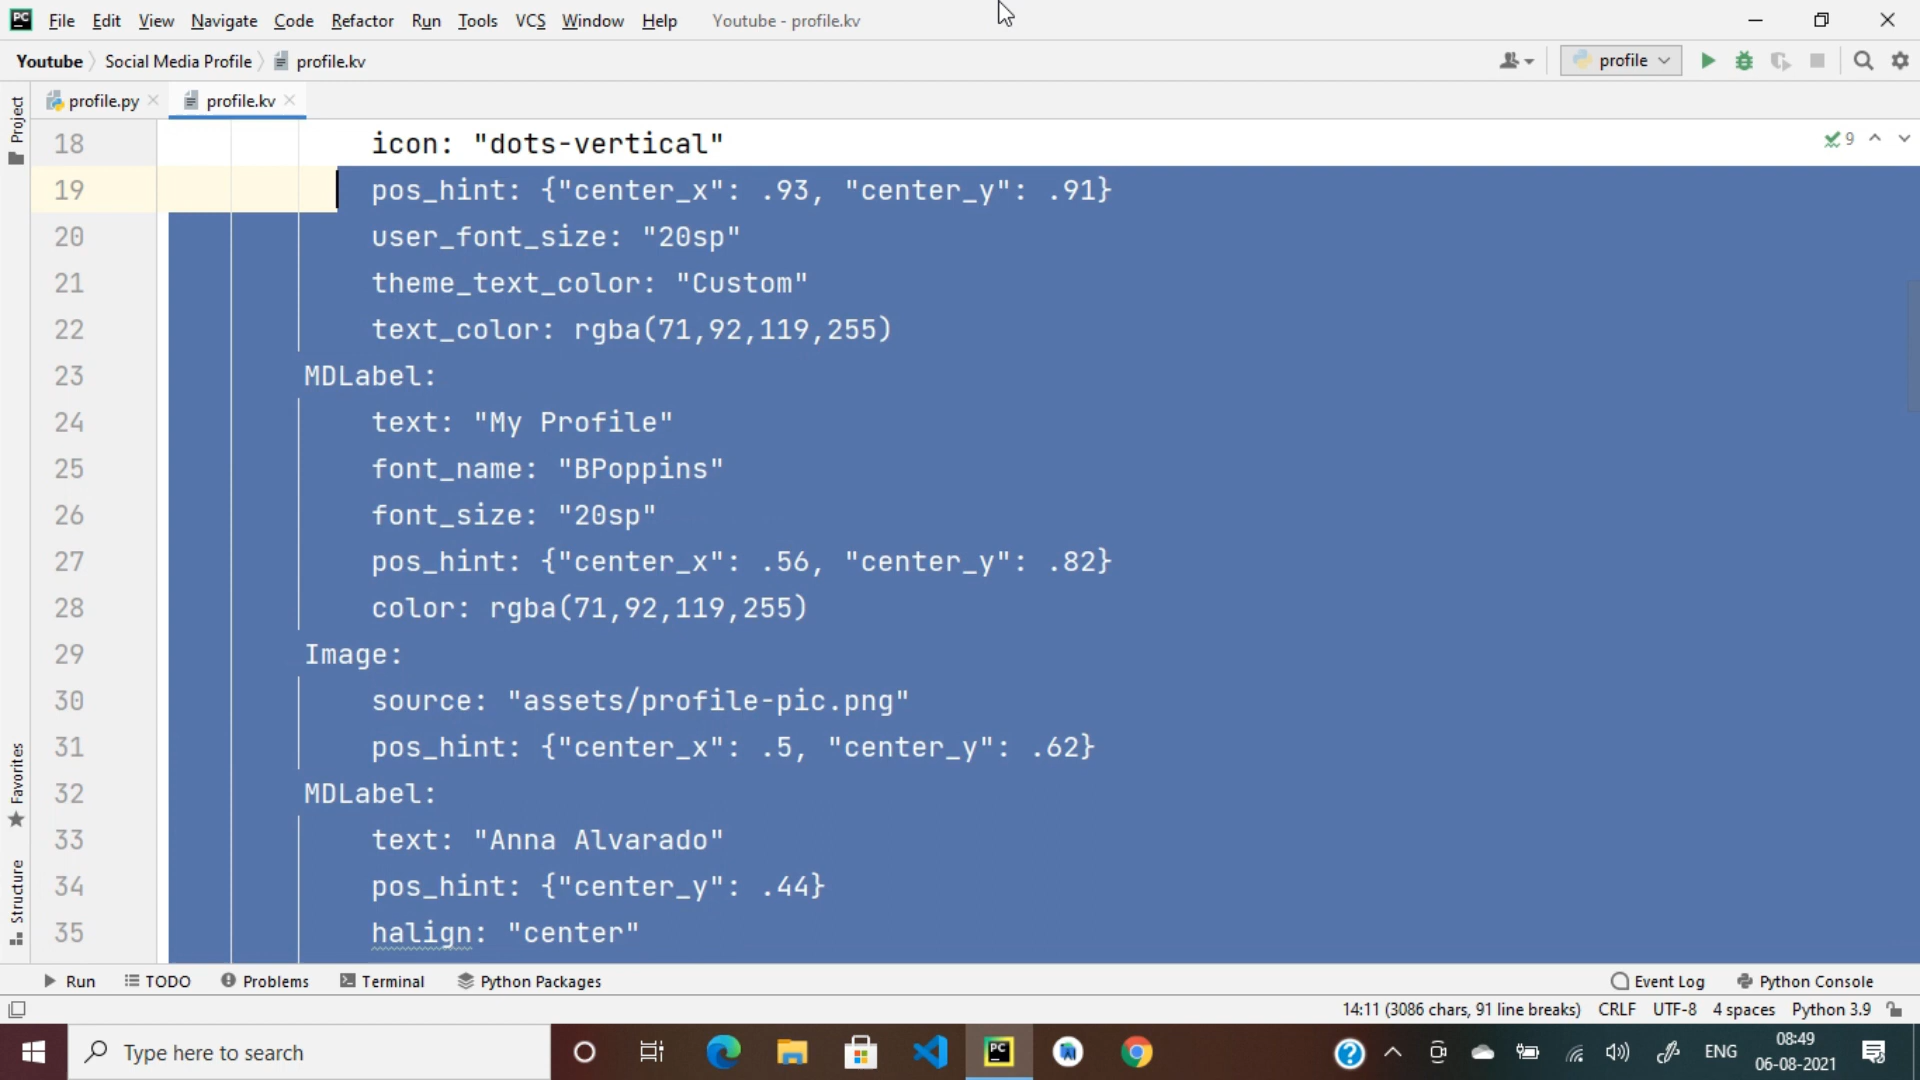 File Edit View Navigate Code Refactor Run Tools VCS Window Help Youtube - profile.kv
Youtube Social Media Profile profile.kv
profile
profile.py profile.kv
Project
Favorites
Structure
9
18 icon: "dots-vertical"
19 pos_hint: {"center_x": .93, "center_y": .91}
20 user_font_size: "20sp"
21 theme_text_color: "Custom"
22 text_color: rgba(71,92,119,255)
23 MDLabel:
24 text: "My Profile"
25 font_name: "BPoppins"
26 font_size: "20sp"
27 pos_hint: {"center_x": .56, "center_y": .82}
28 color: rgba(71,92,119,255)
29 Image:
30 source: "assets/profile-pic.png"
31 pos_hint: {"center_x": .5, "center_y": .62}
32 MDLabel:
33 text: "Anna Alvarado"
34 pos_hint: {"center_y": .44}
35 halign: "center"
Run TODO Problems Terminal Python Packages Event Log Python Console
14:11 (3086 chars, 91 line breaks) CRLF UTF-8 4 spaces Python 3.9
Type here to search
PC
ENG
08:49
06-08-2021